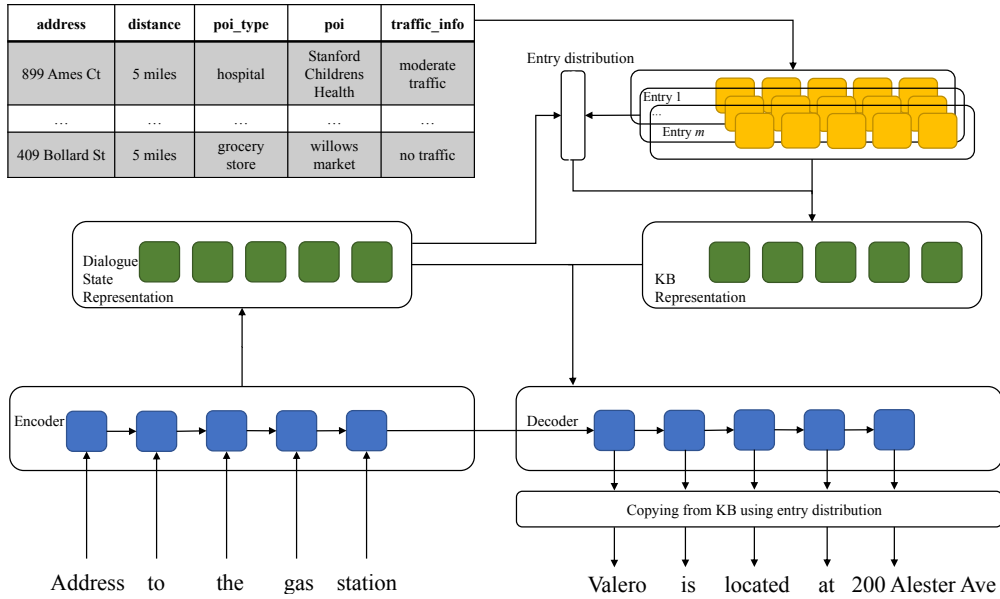 address distance poi_type poi traffic_info
899 Ames Ct 5 miles hospital Stanford Childrens Health moderate traffic
… … … … …
409 Bollard St 5 miles grocery store willows market no traffic
Entry distribution
Entry 1
...
Entry m
Dialogue
State
Representation
KB
Representation
Encoder
Decoder
Copying from KB using entry distribution
Address to the gas station
Valero is located at 200 Alester Ave